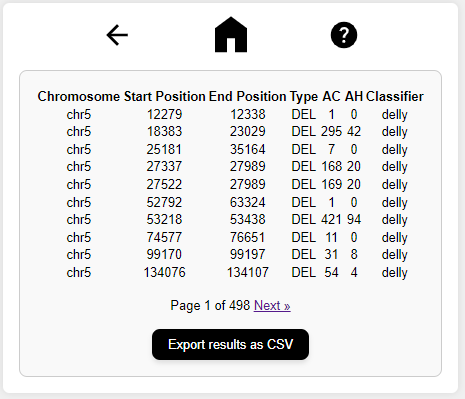 ?
Chromosome Start Position End Position Type AC AH Classifier
chr5 12279 12338 DEL 1 0 delly
chr5 18383 23029 DEL 295 42 delly
chr5 25181 35164 DEL 7 0 delly
chr5 27337 27989 DEL 168 20 delly
chr5 27522 27989 DEL 169 20 delly
chr5 52792 63324 DEL 1 0 delly
chr5 53218 53438 DEL 421 94 delly
chr5 74577 76651 DEL 11 0 delly
chr5 99170 99197 DEL 31 8 delly
chr5 134076 134107 DEL 54 4 delly
Page 1 of 498 Next »
Export results as CSV